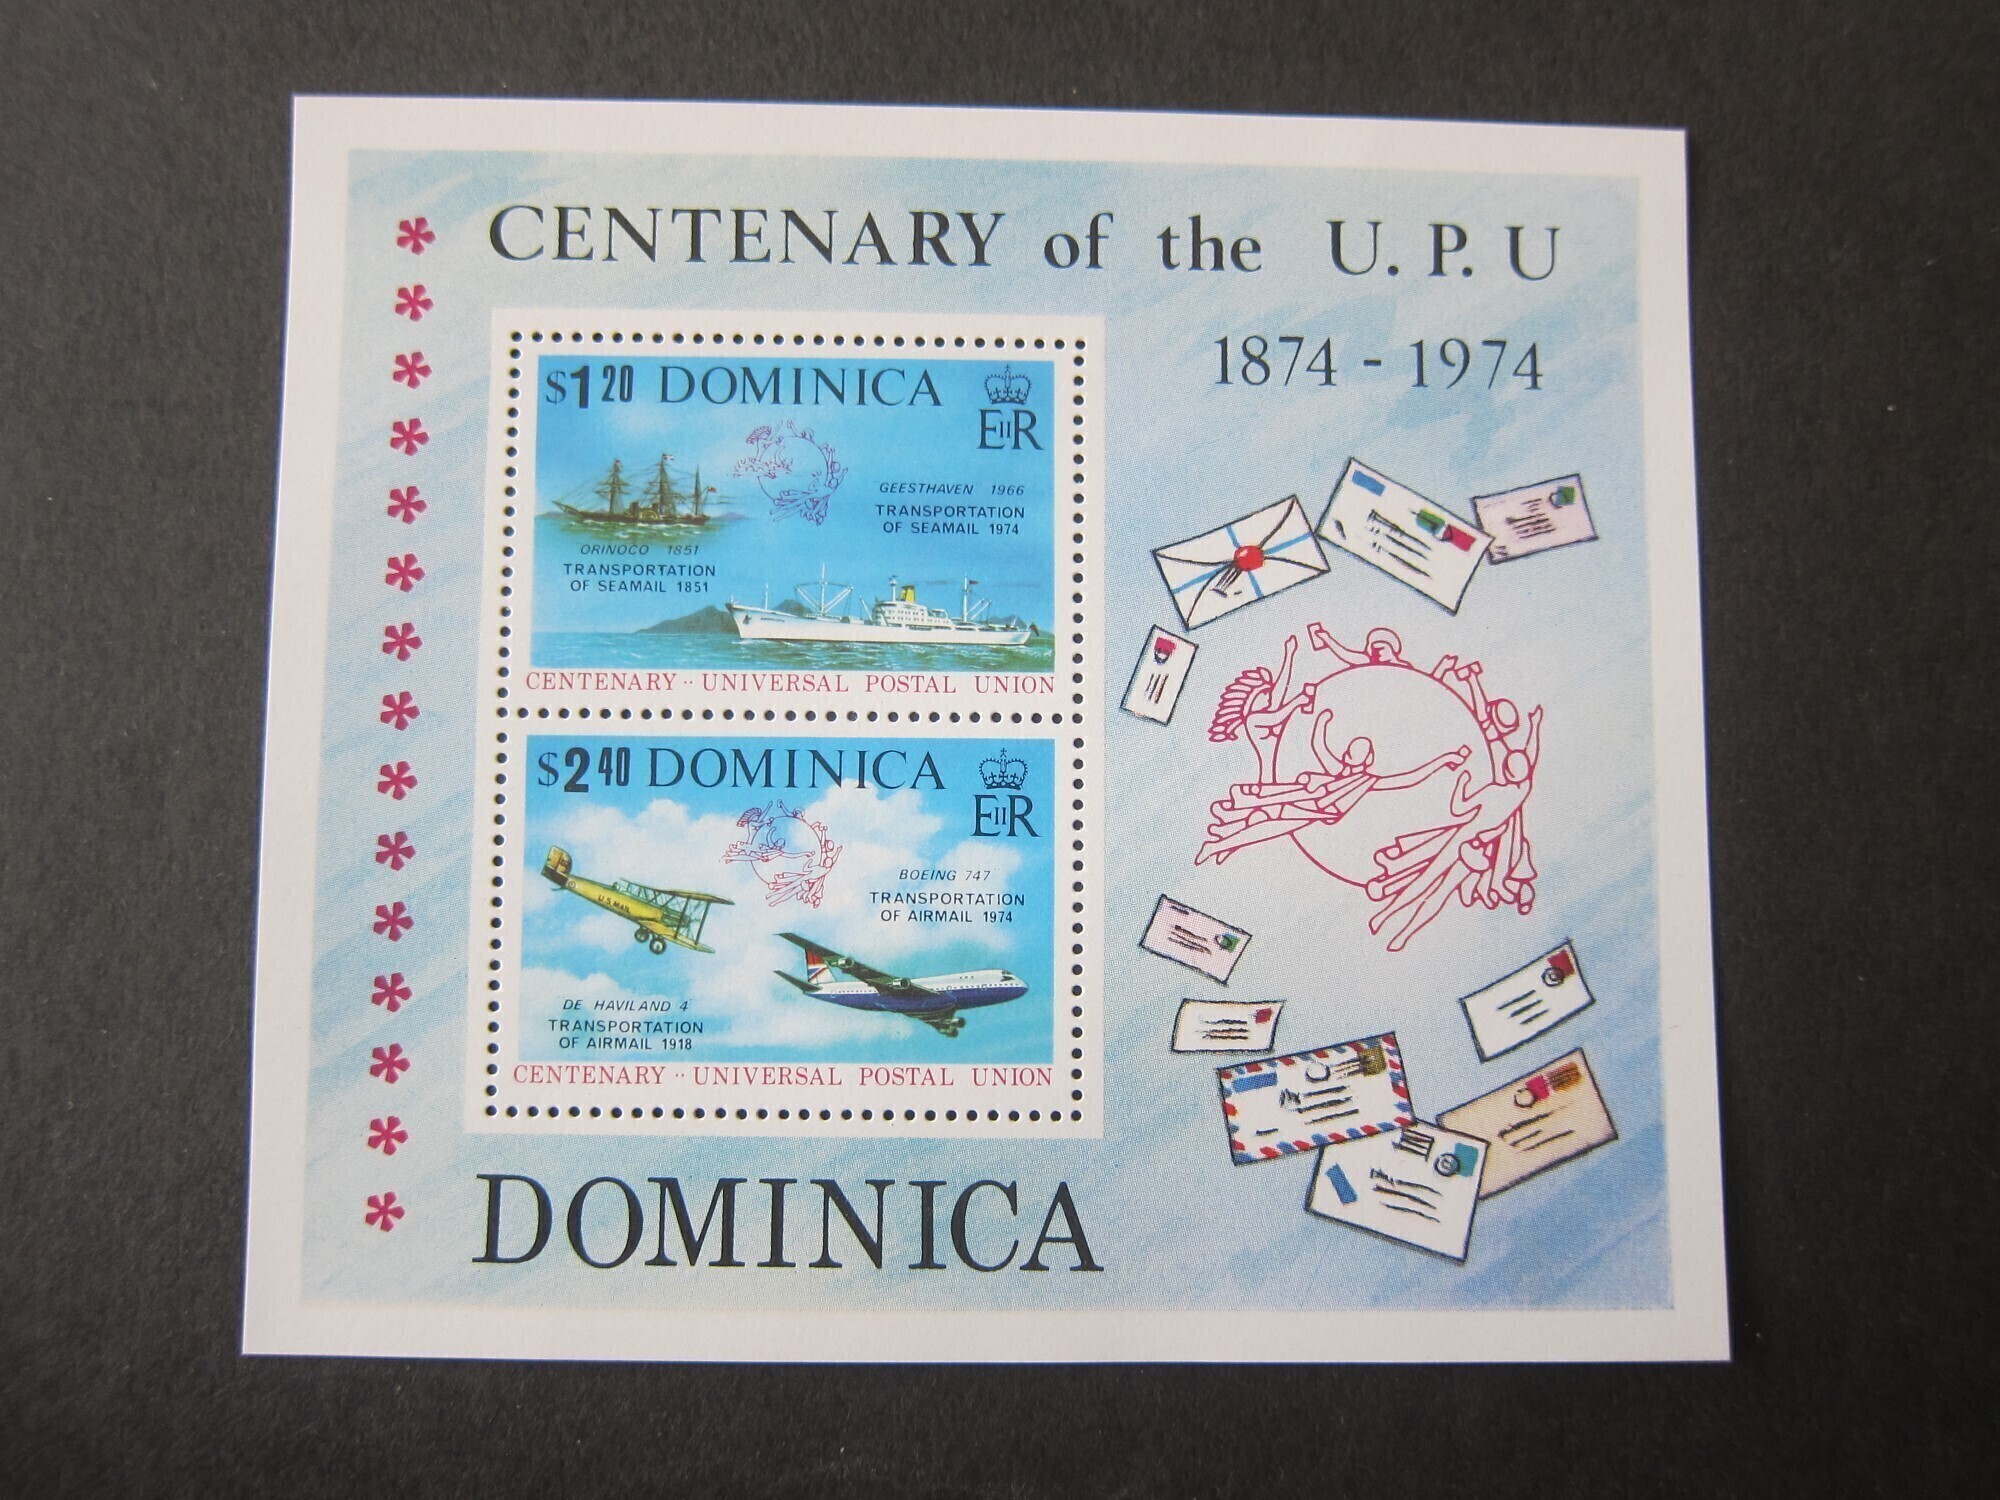 CENTENARY of the U.P.U
1874 - 1974
$1.20 DOMINICA
EIIR
GEESTHAVEN 1966
TRANSPORTATION
OF SEAMAIL 1974
ORINOCO 1851
TRANSPORTATION
OF SEAMAIL 1851
CENTENARY·· UNIVERSAL POSTAL UNION
$2 40 DOMINICA
EIIR
U.S.MAIL
BOEING 747
TRANSPORTATION
OF AIRMAIL 1974
DE HAVILAND 4
TRANSPORTATION
OF AIRMAIL 1918
CENTENARY ·· UNIVERSAL POSTAL UNION
DOMINICA